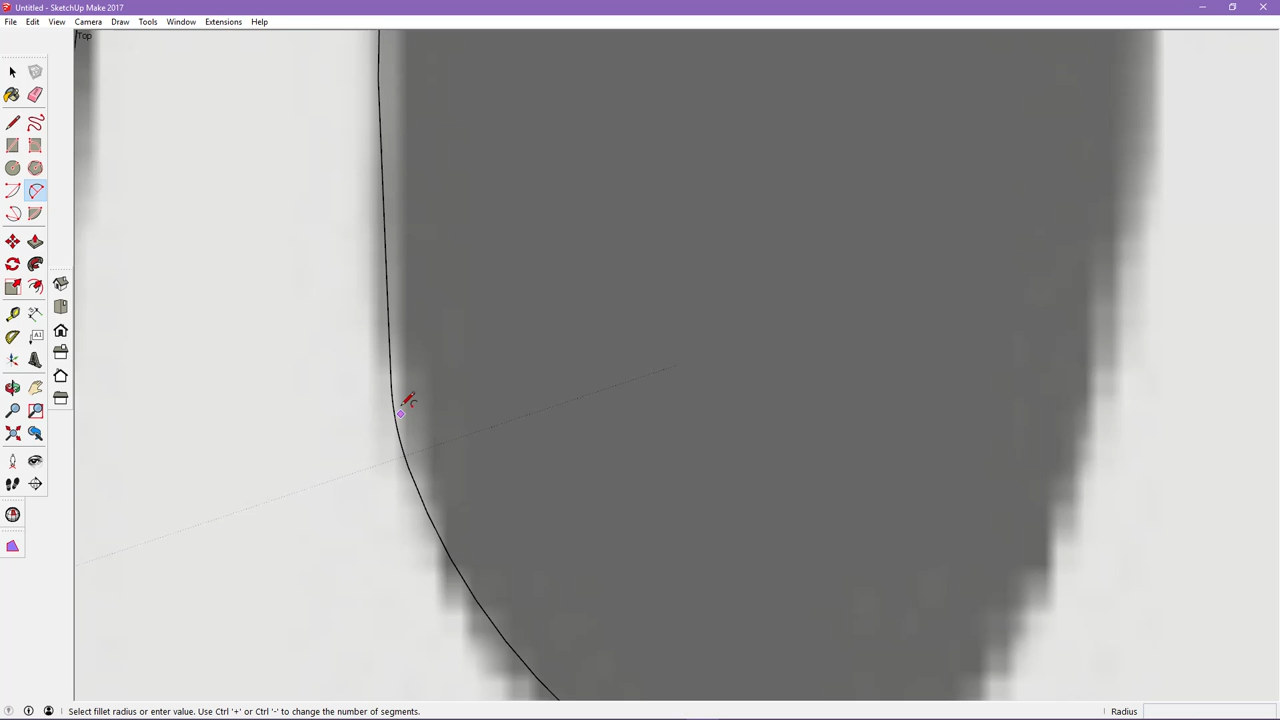 Untitled - SketchUp Make 2017
File Edit View Camera Draw Tools Window Extensions Help
Top
AI
Select fillet radius or enter value. Use Ctrl '+' or Ctrl '-' to change the number of segments.
Radius